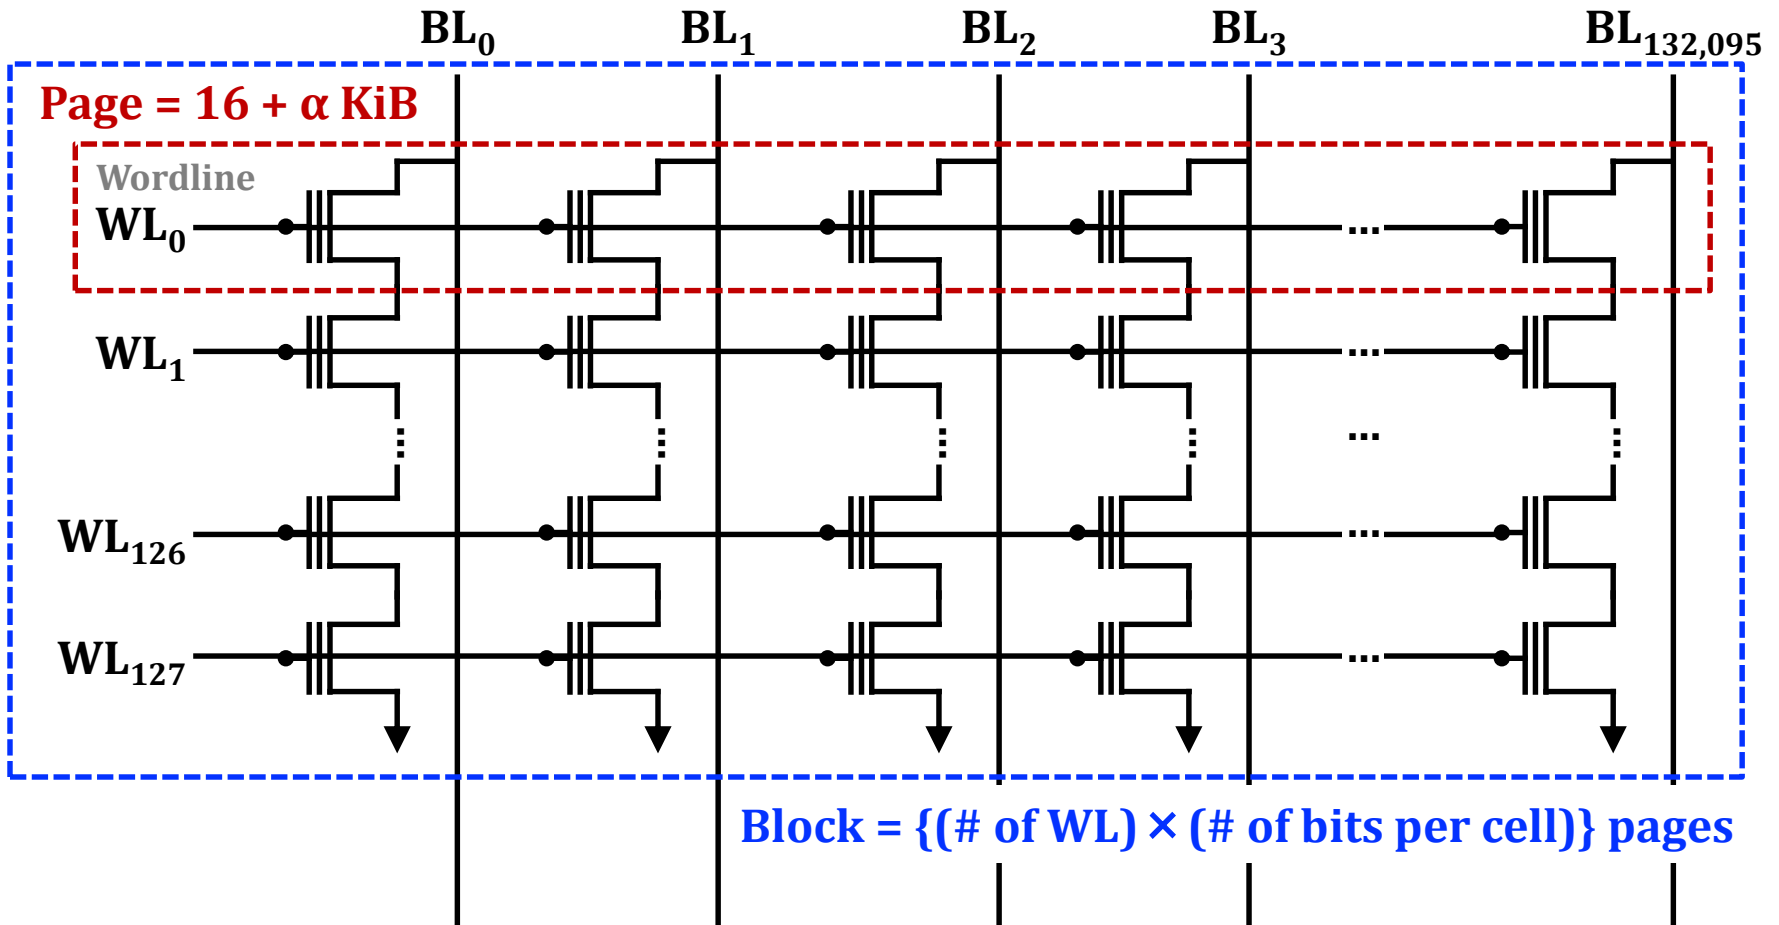 BL0 BL1 BL2 BL3 BL132,095
Page = 16 + α KiB
Wordline
WL0 ...
WL1 ...
... ... ... ... ... ...
WL126 ...
WL127 ...
Block = {(# of WL) × (# of bits per cell)} pages